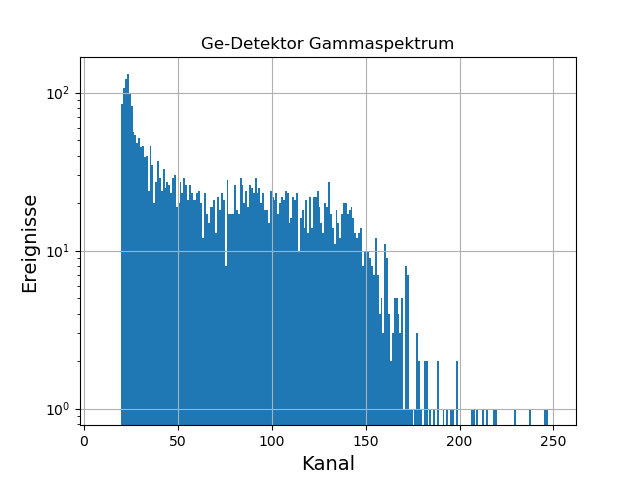 Ge-Detektor Gammaspektrum
Ereignisse
10²
10¹
10⁰
0 50 100 150 200 250
Kanal